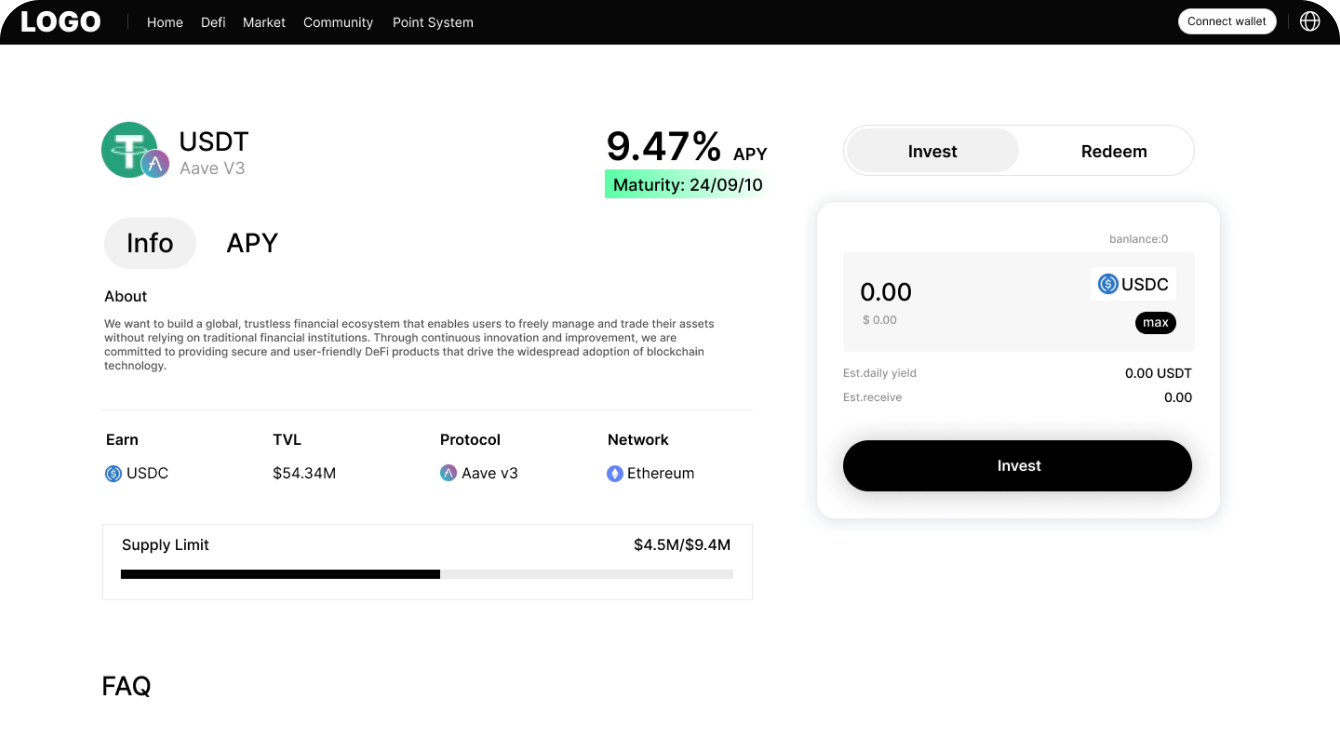 LOGO Home Defi Market Community Point System Connect wallet
USDT
Aave V3
9.47% APY
Maturity: 24/09/10
Info APY
About
We want to build a global, trustless financial ecosystem that enables users to freely manage and trade their assets
without relying on traditional financial institutions. Through continuous innovation and improvement, we are
committed to providing secure and user-friendly DeFi products that drive the widespread adoption of blockchain
technology.
Earn TVL Protocol Network
USDC $54.34M Aave v3 Ethereum
Supply Limit $4.5M/$9.4M
FAQ
Invest Redeem
banlance:0
0.00 USDC
$ 0.00 max
Est.daily yield 0.00 USDT
Est.receive 0.00
Invest